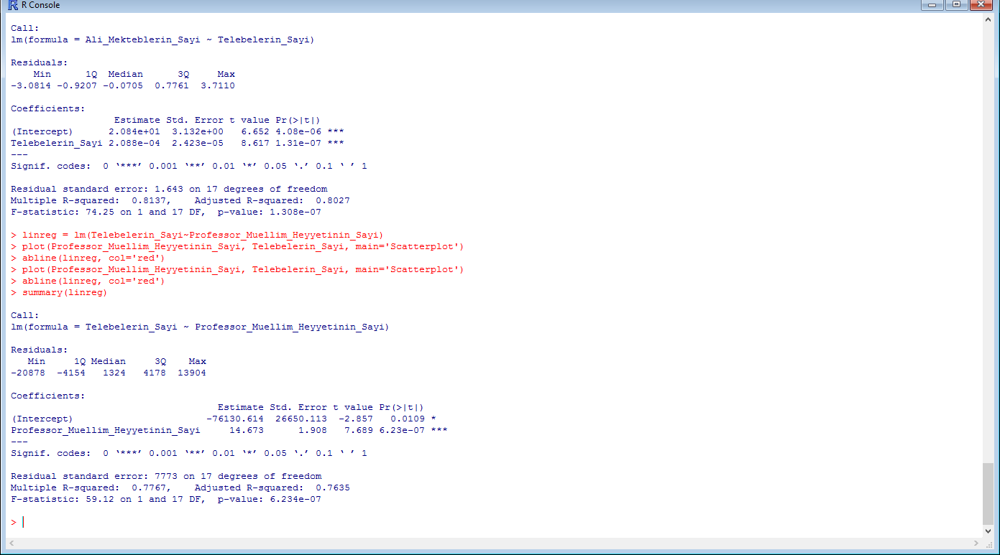 R Console
Call:
lm(formula = Ali_Mekteblerin_Sayi ~ Telebelerin_Sayi)
Residuals:
    Min      1Q  Median      3Q     Max
-3.0814 -0.9207 -0.0705  0.7761  3.7110
Coefficients:
                  Estimate Std. Error t value Pr(>|t|)
(Intercept)      2.084e+01  3.132e+00   6.652 4.08e-06 ***
Telebelerin_Sayi 2.088e-04  2.423e-05   8.617 1.31e-07 ***
---
Signif. codes:  0 ‘***’ 0.001 ‘**’ 0.01 ‘*’ 0.05 ‘.’ 0.1 ‘ ’ 1
Residual standard error: 1.643 on 17 degrees of freedom
Multiple R-squared:  0.8137,    Adjusted R-squared:  0.8027
F-statistic: 74.25 on 1 and 17 DF,  p-value: 1.308e-07
> linreg = lm(Telebelerin_Sayi~Professor_Muellim_Heyyetinin_Sayi)
> plot(Professor_Muellim_Heyyetinin_Sayi, Telebelerin_Sayi, main='Scatterplot')
> abline(linreg, col='red')
> plot(Professor_Muellim_Heyyetinin_Sayi, Telebelerin_Sayi, main='Scatterplot')
> abline(linreg, col='red')
> summary(linreg)
Call:
lm(formula = Telebelerin_Sayi ~ Professor_Muellim_Heyyetinin_Sayi)
Residuals:
   Min     1Q Median     3Q    Max
-20878  -4154   1324   4178  13904
Coefficients:
                                    Estimate Std. Error t value Pr(>|t|)
(Intercept)                       -76130.614  26650.113  -2.857   0.0109 *
Professor_Muellim_Heyyetinin_Sayi     14.673      1.908   7.689 6.23e-07 ***
---
Signif. codes:  0 ‘***’ 0.001 ‘**’ 0.01 ‘*’ 0.05 ‘.’ 0.1 ‘ ’ 1
Residual standard error: 7773 on 17 degrees of freedom
Multiple R-squared:  0.7767,    Adjusted R-squared:  0.7635
F-statistic: 59.12 on 1 and 17 DF,  p-value: 6.234e-07
>